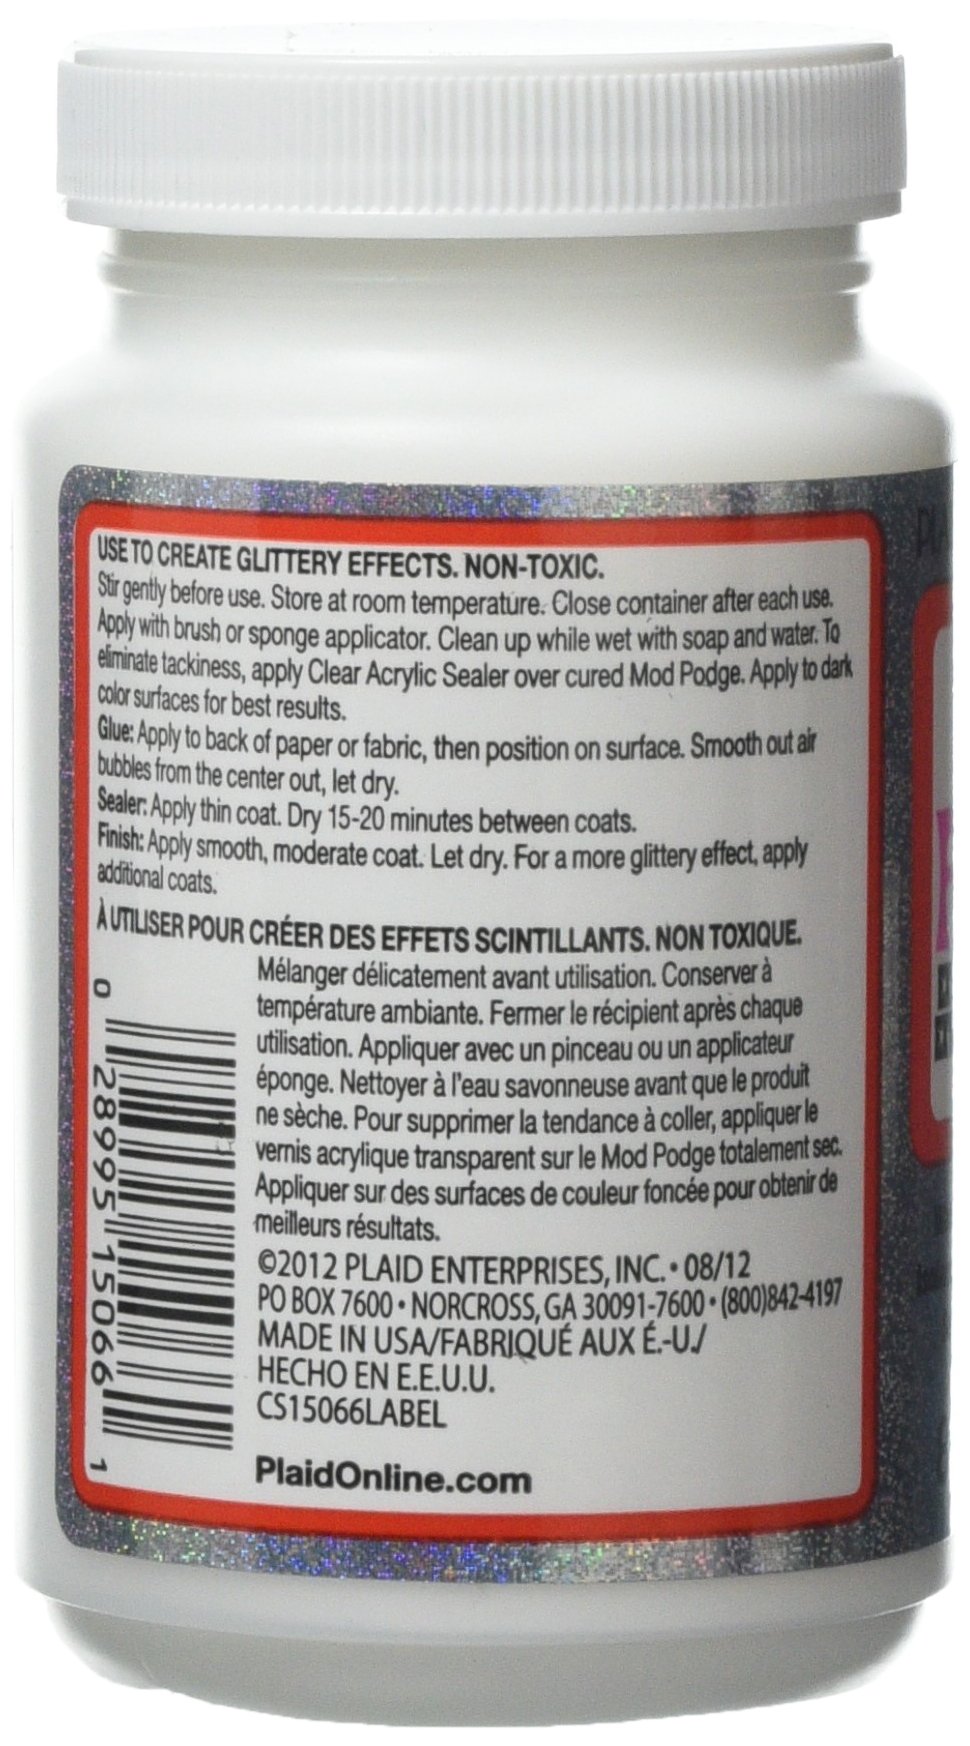 USE TO CREATE GLITTERY EFFECTS. NON-TOXIC.
Stir gently before use. Store at room temperature. Close container after each use.
Apply with brush or sponge applicator. Clean up while wet with soap and water. To
eliminate tackiness, apply Clear Acrylic Sealer over cured Mod Podge. Apply to dark
color surfaces for best results.
Glue: Apply to back of paper or fabric, then position on surface. Smooth out air
bubbles from the center out, let dry.
Sealer: Apply thin coat. Dry 15-20 minutes between coats.
Finish: Apply smooth, moderate coat. Let dry. For a more glittery effect, apply
additional coats.
À UTILISER POUR CRÉER DES EFFETS SCINTILLANTS. NON TOXIQUE.
Mélanger délicatement avant utilisation. Conserver à
température ambiante. Fermer le récipient après chaque
utilisation. Appliquer avec un pinceau ou un applicateur
éponge. Nettoyer à l'eau savonneuse avant que le produit
ne sèche. Pour supprimer la tendance à coller, appliquer le
vernis acrylique transparent sur le Mod Podge totalement sec.
Appliquer sur des surfaces de couleur foncée pour obtenir de
meilleurs résultats.
©2012 PLAID ENTERPRISES, INC. • 08/12
PO BOX 7600 • NORCROSS, GA 30091-7600 • (800)842-4197
MADE IN USA/FABRIQUÉ AUX É.-U./
HECHO EN E.E.U.U.
CS15066LABEL
PlaidOnline.com
0 28995 15066 1